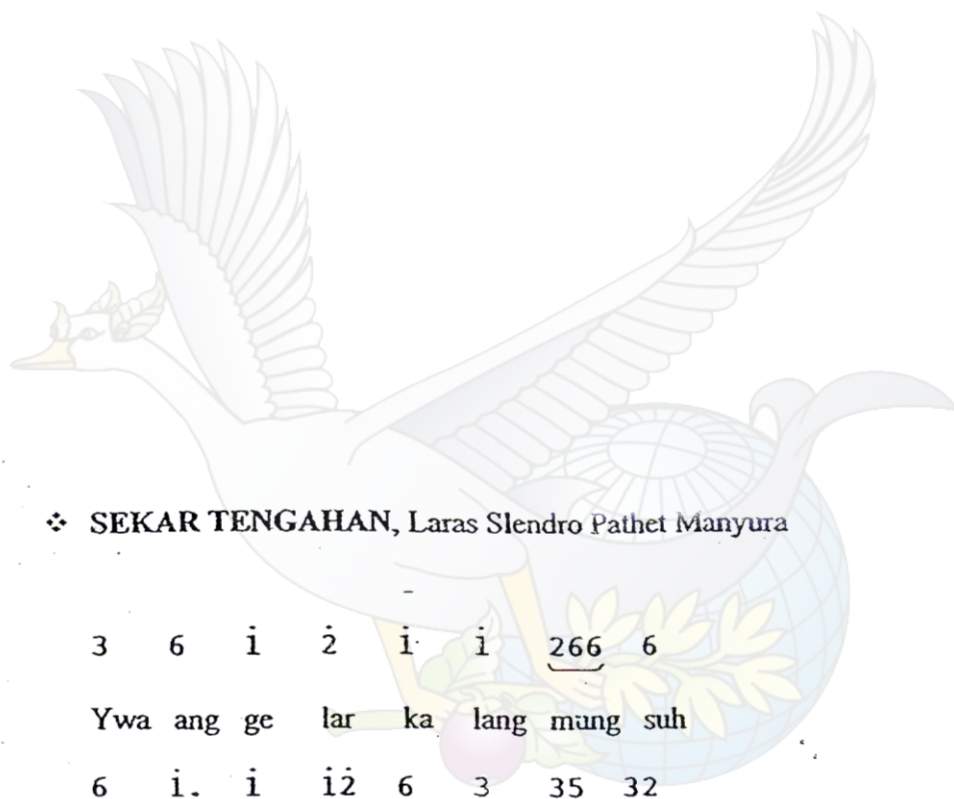 ❖ SEKAR TENGAHAN, Laras Slendro Pathet Manyura
3 6 i 2̇ i i 266 6
Ywa ang ge lar ka lang mung suh
6 i. i i2̇ 6 3 35 32